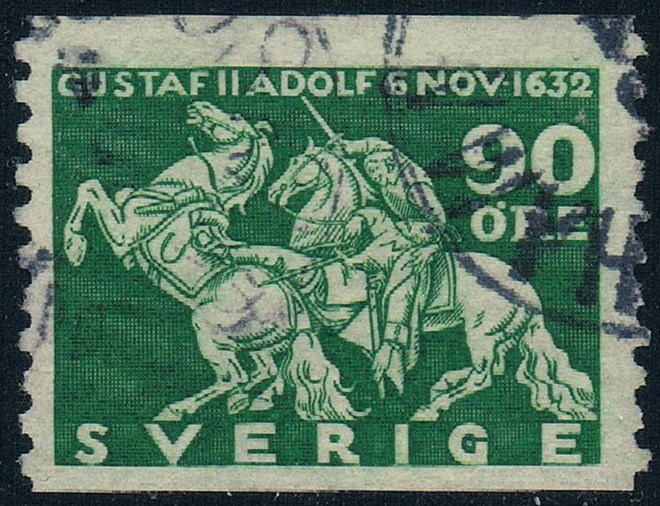 GUSTAF II ADOLF 6 NOV·1632
90
ÖRE
SVERIGE